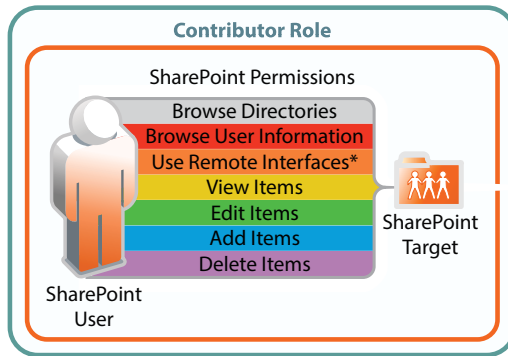 Contributor Role
SharePoint Permissions
Browse Directories
Browse User Information
Use Remote Interfaces*
View Items
Edit Items
Add Items
Delete Items
SharePoint
User
SharePoint
Target